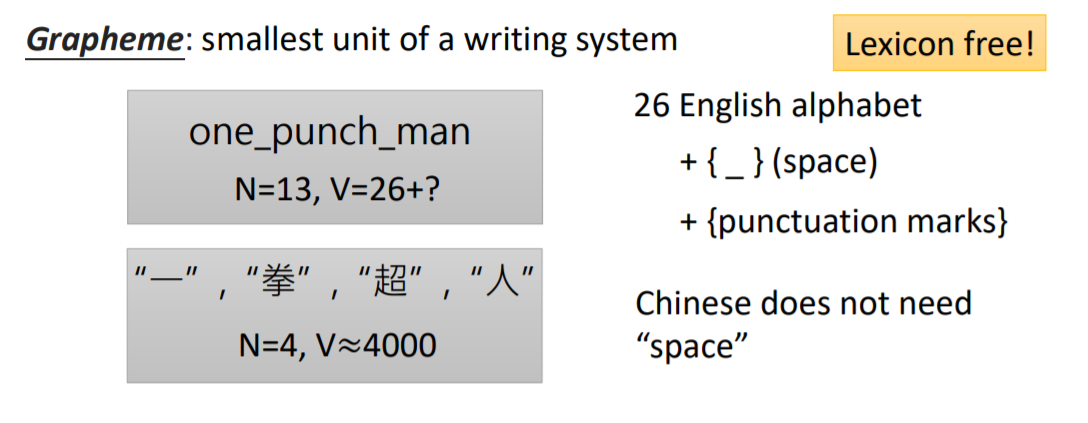 Grapheme: smallest unit of a writing system
Lexicon free!
one_punch_man
N=13, V=26+?
26 English alphabet
+ { _ } (space)
+ {punctuation marks}
“一” , “拳” , “超” , “人”
N=4, V≈4000
Chinese does not need
“space”